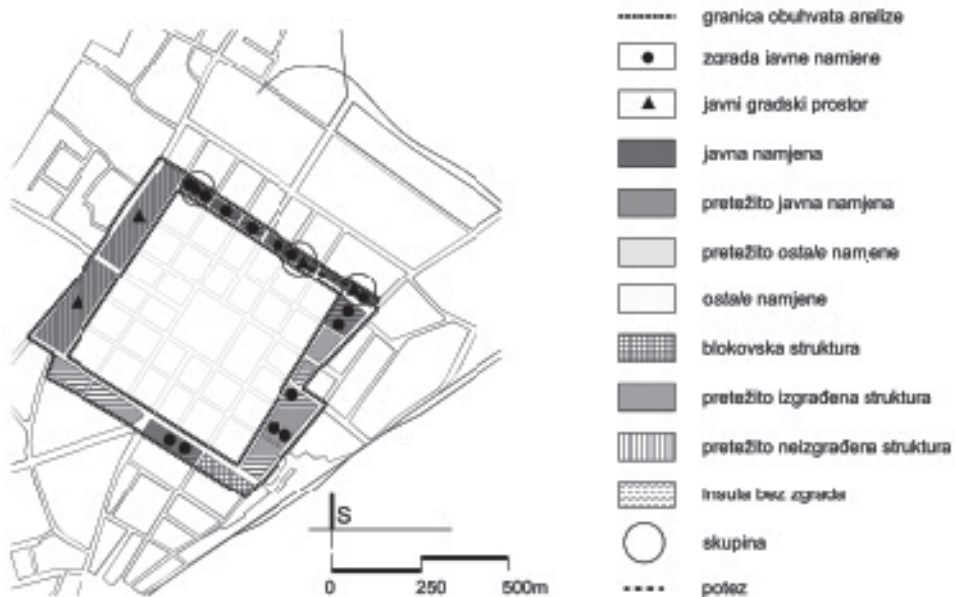 granica obuhvata analize
zgrada javne namjene
javni gradski prostor
javna namjena
pretežito javna namjena
pretežito ostale namjene
ostale namjene
blokovska struktura
pretežito izgrađena struktura
pretežito neizgrađena struktura
insula bez zgrada
skupina
potez
S
0 250 500m